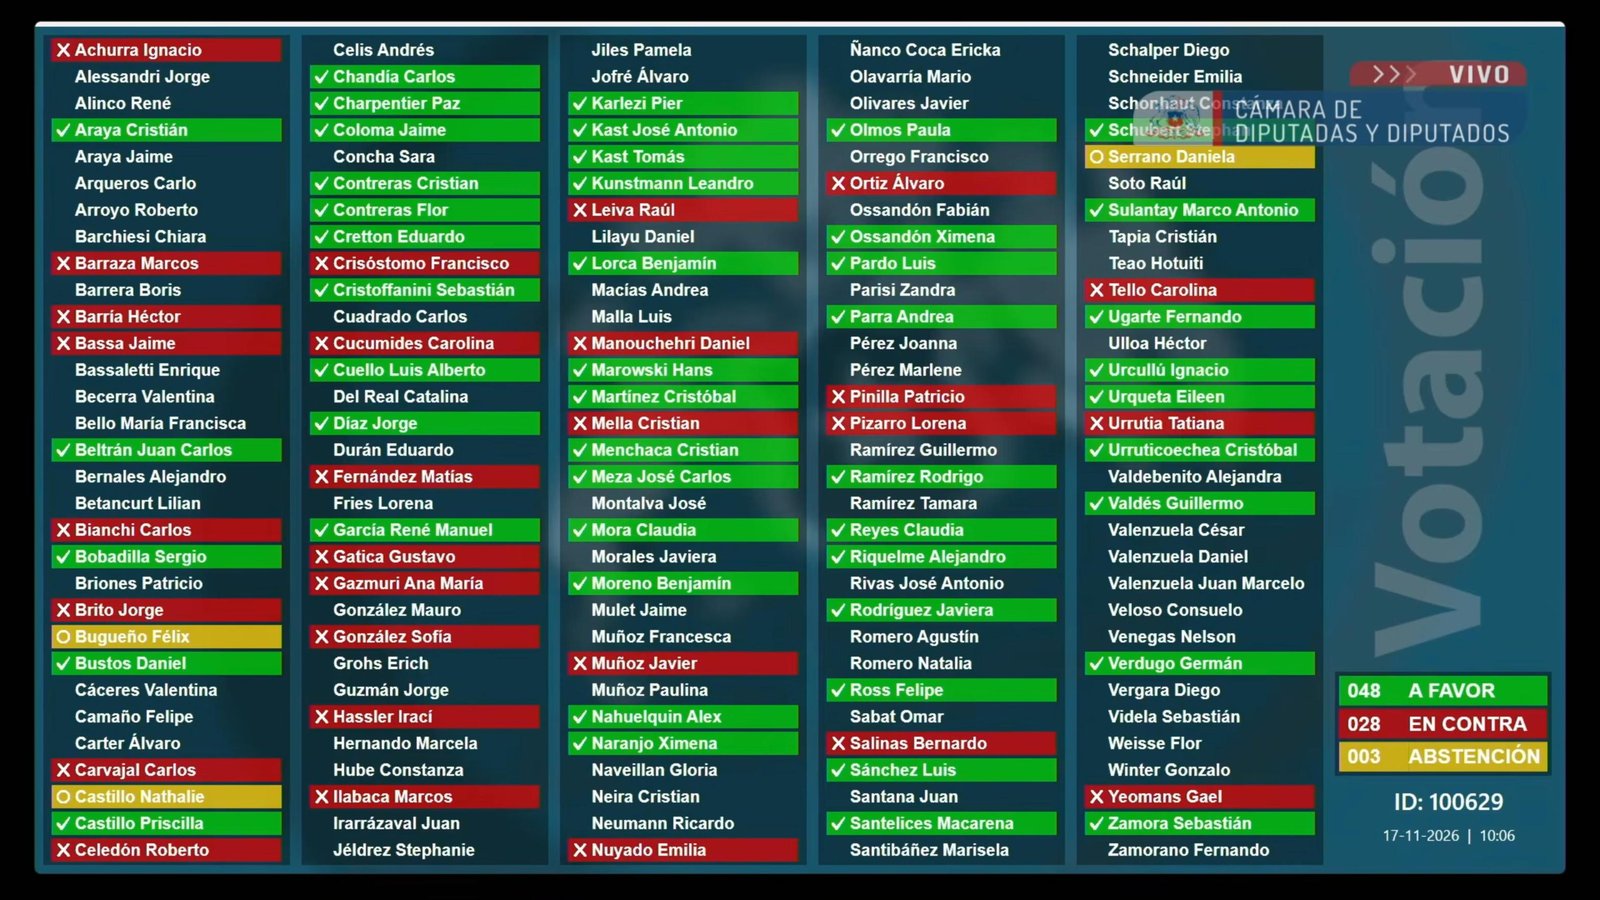 X Achurra Ignacio
Alessandri Jorge
Alinco René
✓ Araya Cristián
Araya Jaime
Arqueros Carlo
Arroyo Roberto
Barchiesi Chiara
X Barraza Marcos
Barrera Boris
X Barría Héctor
X Bassa Jaime
Bassaletti Enrique
Becerra Valentina
Bello María Francisca
✓ Beltrán Juan Carlos
Bernales Alejandro
Betancurt Lilian
X Bianchi Carlos
✓ Bobadilla Sergio
Briones Patricio
X Brito Jorge
O Bugueño Félix
✓ Bustos Daniel
Cáceres Valentina
Camaño Felipe
Carter Álvaro
X Carvajal Carlos
O Castillo Nathalie
✓ Castillo Priscilla
X Celedón Roberto
Celis Andrés
✓ Chandía Carlos
✓ Charpentier Paz
✓ Coloma Jaime
Concha Sara
✓ Contreras Cristian
✓ Contreras Flor
✓ Cretton Eduardo
X Crisóstomo Francisco
✓ Cristoffanini Sebastián
Cuadrado Carlos
X Cucumides Carolina
✓ Cuello Luis Alberto
Del Real Catalina
✓ Díaz Jorge
Durán Eduardo
X Fernández Matías
Fries Lorena
✓ García René Manuel
X Gatica Gustavo
X Gazmuri Ana María
González Mauro
X González Sofía
Grohs Erich
Guzmán Jorge
X Hassler Iraci
Hernando Marcela
Hube Constanza
X Ilabaca Marcos
Irarrázaval Juan
Jéldrez Stephanie
Jiles Pamela
Jofré Álvaro
✓ Karlezi Pier
✓ Kast José Antonio
✓ Kast Tomás
✓ Kunstmann Leandro
X Leiva Raúl
Lilayu Daniel
✓ Lorca Benjamín
Macías Andrea
Malla Luis
X Manouchehri Daniel
✓ Marowski Hans
✓ Martínez Cristóbal
X Mella Cristian
✓ Menchaca Cristian
✓ Meza José Carlos
Montalva José
✓ Mora Claudia
Morales Javiera
✓ Moreno Benjamín
Mulet Jaime
Muñoz Francesca
X Muñoz Javier
Muñoz Paulina
✓ Nahuelquin Alex
✓ Naranjo Ximena
Naveillan Gloria
Neira Cristian
Neumann Ricardo
X Nuyado Emilia
Ñanco Coca Ericka
Olavarría Mario
Olivares Javier
✓ Olmos Paula
Orrego Francisco
X Ortiz Álvaro
Ossandón Fabián
✓ Ossandón Ximena
✓ Pardo Luis
Parisi Zandra
✓ Parra Andrea
Pérez Joanna
Pérez Marlene
X Pinilla Patricio
X Pizarro Lorena
Ramírez Guillermo
✓ Ramírez Rodrigo
Ramírez Tamara
✓ Reyes Claudia
✓ Riquelme Alejandro
Rivas José Antonio
✓ Rodríguez Javiera
Romero Agustín
Romero Natalia
✓ Ross Felipe
Sabat Omar
X Salinas Bernardo
✓ Sánchez Luis
Santana Juan
✓ Santelices Macarena
Santibáñez Marisela
Schalper Diego
Schneider Emilia
Schönhaut Constanza
✓ Schubert Stephan
O Serrano Daniela
Soto Raúl
✓ Sulantay Marco Antonio
Tapia Cristián
Teao Hotuiti
X Tello Carolina
✓ Ugarte Fernando
Ulloa Héctor
✓ Urcullú Ignacio
✓ Urqueta Eileen
X Urrutia Tatiana
✓ Urruticoechea Cristóbal
Valdebenito Alejandra
✓ Valdés Guillermo
Valenzuela César
Valenzuela Daniel
Valenzuela Juan Marcelo
Veloso Consuelo
Venegas Nelson
✓ Verdugo Germán
Vergara Diego
Videla Sebastián
Weisse Flor
Winter Gonzalo
X Yeomans Gael
✓ Zamora Sebastián
Zamorano Fernando
>>> VIVO
CÁMARA DE
DIPUTADAS Y DIPUTADOS
Votación
048 A FAVOR
028 EN CONTRA
003 ABSTENCIÓN
ID: 100629
17-11-2026 | 10:06